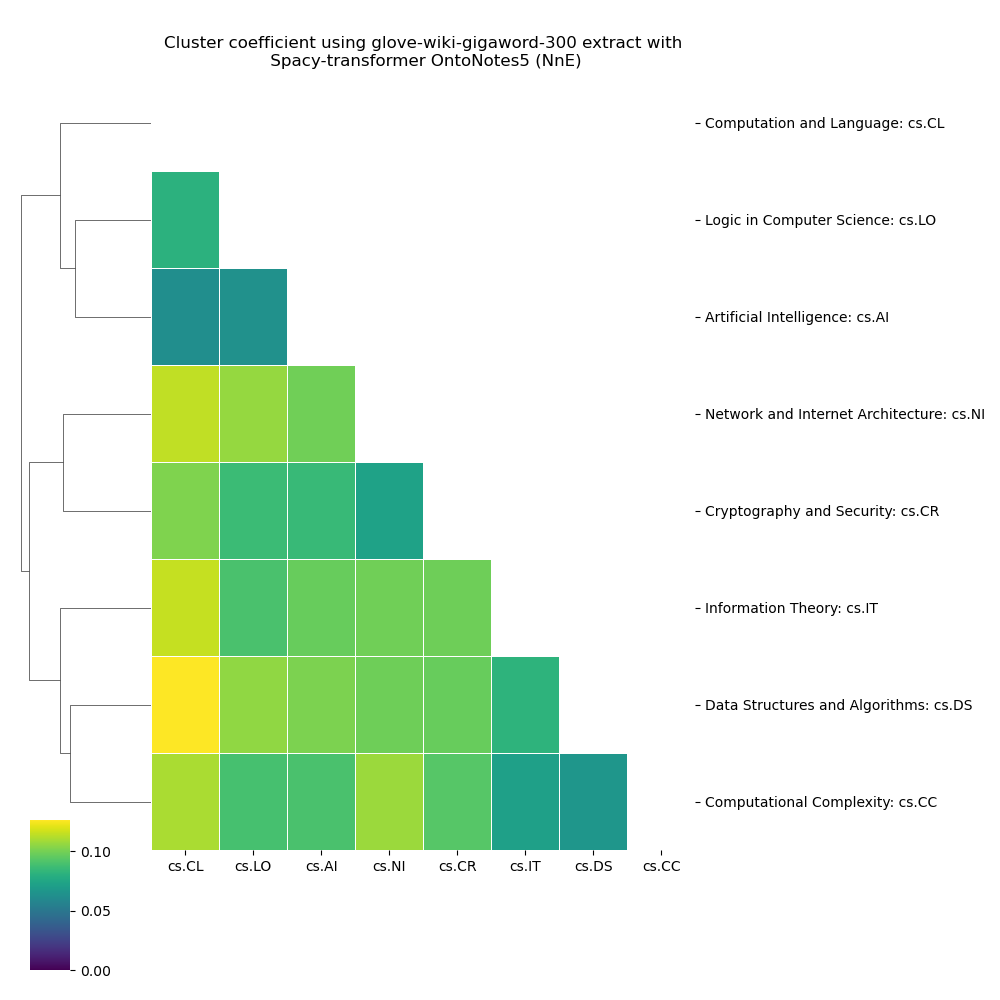 Cluster coefficient using glove-wiki-gigaword-300 extract with
Spacy-transformer OntoNotes5 (NnE)
Computation and Language: cs.CL
Logic in Computer Science: cs.LO
Artificial Intelligence: cs.AI
Network and Internet Architecture: cs.NI
Cryptography and Security: cs.CR
Information Theory: cs.IT
Data Structures and Algorithms: cs.DS
Computational Complexity: cs.CC
cs.CL cs.LO cs.AI cs.NI cs.CR cs.IT cs.DS cs.CC
0.10
0.05
0.00